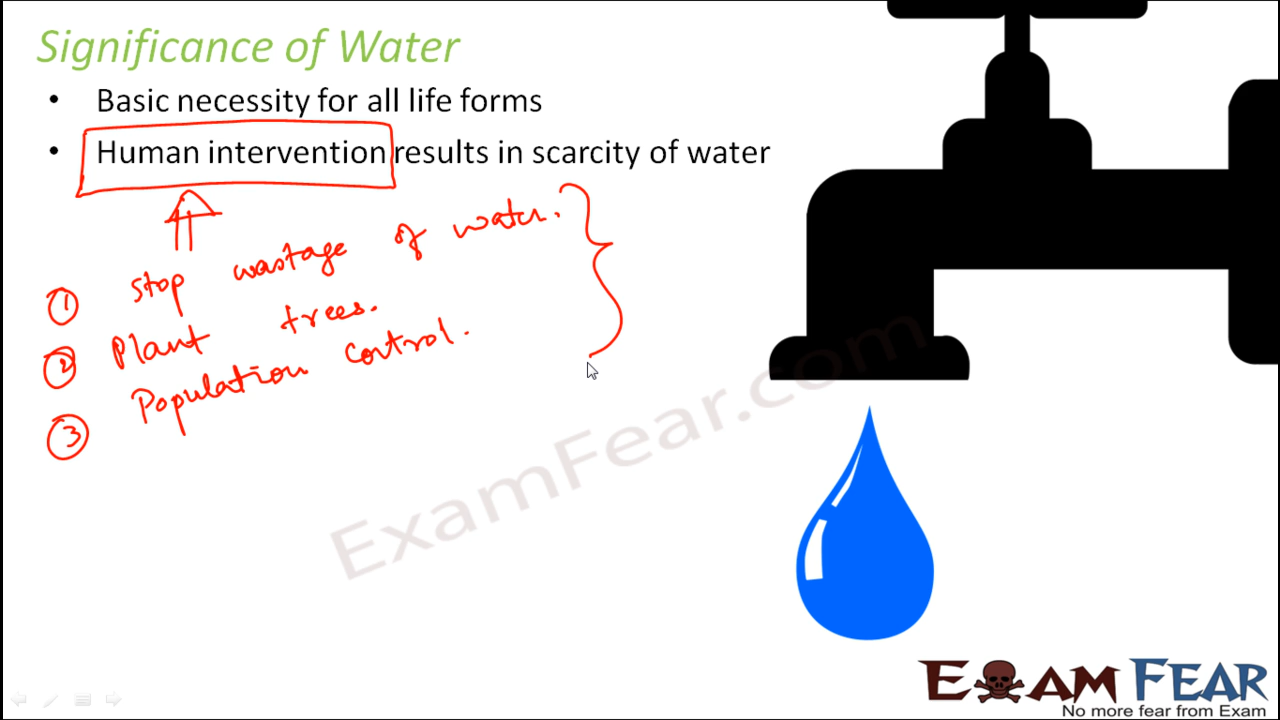 Significance of Water
• Basic necessity for all life forms
• Human intervention results in scarcity of water
① stop wastage of water.
② Plant trees.
③ Population control.
ExamFear.com
EXAM FEAR
No more fear from Exam